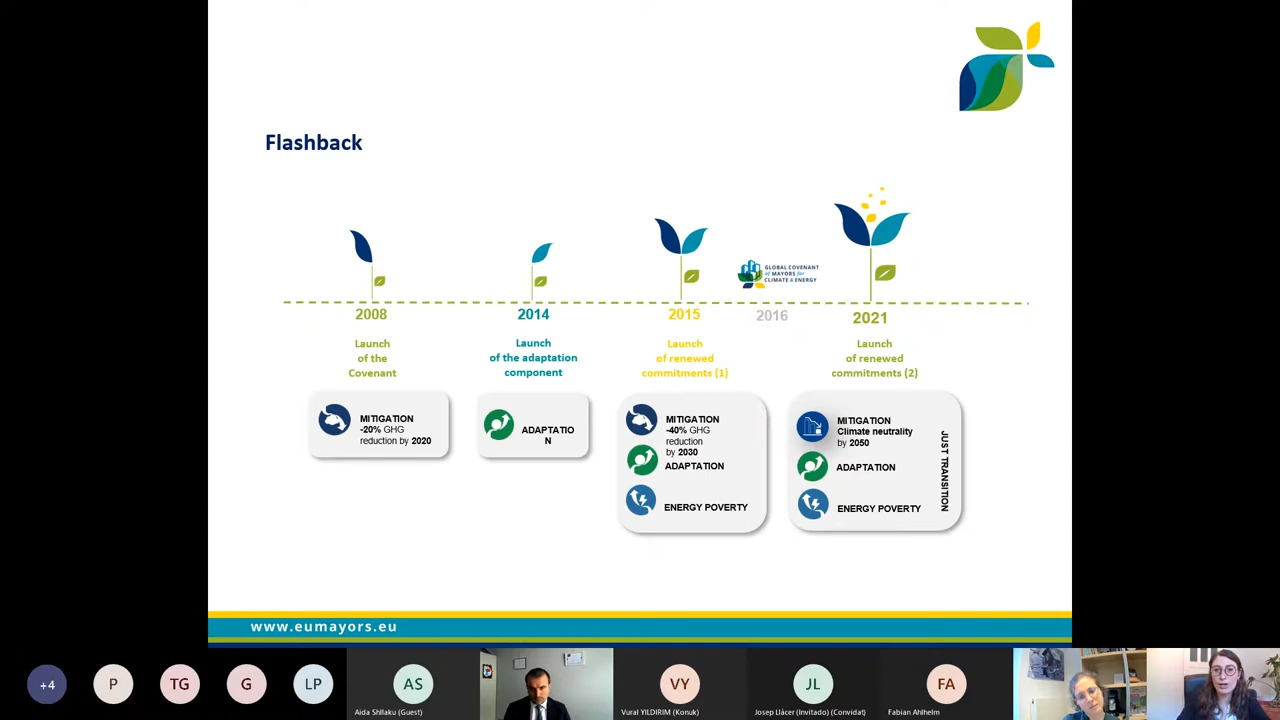 Flashback
GLOBAL COVENANT
of MAYORS for
CLIMATE & ENERGY
2008
2014
2015
2016
2021
Launch
of the
Covenant
Launch
of the adaptation
component
Launch
of renewed
commitments (1)
Launch
of renewed
commitments (2)
MITIGATION
-20% GHG
reduction by 2020
ADAPTATIO
N
MITIGATION
-40% GHG
reduction
by 2030
ADAPTATION
ENERGY POVERTY
MITIGATION
Climate neutrality
by 2050
ADAPTATION
ENERGY POVERTY
JUST TRANSITION
www.eumayors.eu
+4
P
TG
G
LP
AS
Aida Shllaku (Guest)
VY
Vural YILDIRIM (Konuk)
JL
Josep Llácer (Invitado) (Convidat)
FA
Fabian Ahlhelm